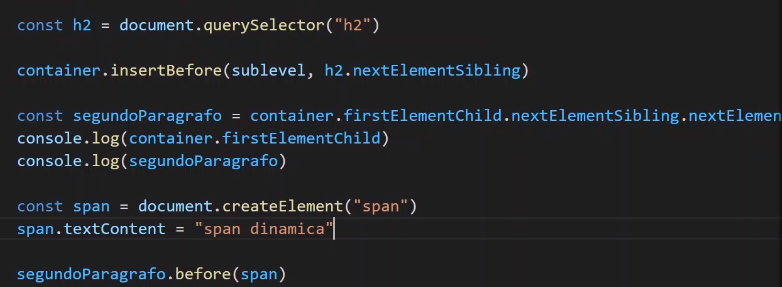 const h2 = document.querySelector("h2")
container.insertBefore(sublevel, h2.nextElementSibling)
const segundoParagrafo = container.firstElementChild.nextElementSibling.nextElemen
console.log(container.firstElementChild)
console.log(segundoParagrafo)
const span = document.createElement("span")
span.textContent = "span dinamica"
segundoParagrafo.before(span)